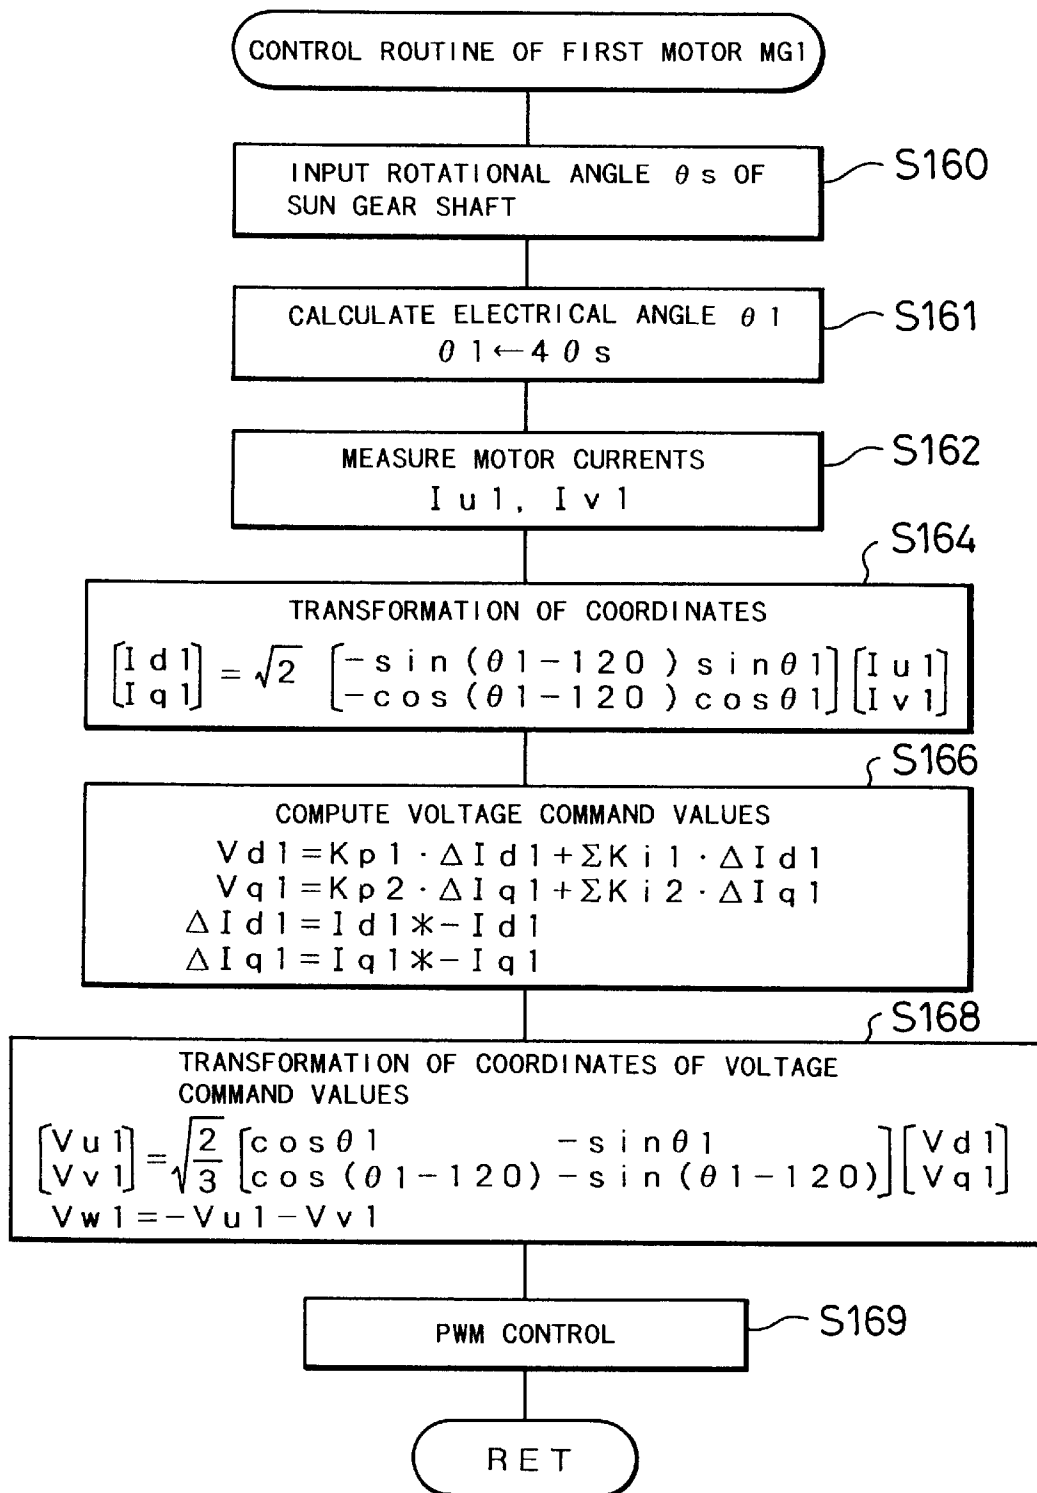 CONTROL ROUTINE OF FIRST MOTOR MG1
INPUT ROTATIONAL ANGLE θs OF
SUN GEAR SHAFT
S160
CALCULATE ELECTRICAL ANGLE θ1
θ1←4θs
S161
MEASURE MOTOR CURRENTS
Iu1, Iv1
S162
S164
TRANSFORMATION OF COORDINATES
[Id1] = √2 [-sin(θ1-120) sinθ1] [Iu1]
[Iq1] [-cos(θ1-120) cosθ1] [Iv1]
S166
COMPUTE VOLTAGE COMMAND VALUES
Vd1=Kp1·ΔId1+ΣKi1·ΔId1
Vq1=Kp2·ΔIq1+ΣKi2·ΔIq1
ΔId1=Id1*-Id1
ΔIq1=Iq1*-Iq1
S168
TRANSFORMATION OF COORDINATES OF VOLTAGE
COMMAND VALUES
[Vu1] = √2/3 [cosθ1 -sinθ1] [Vd1]
[Vv1] [cos(θ1-120) -sin(θ1-120)] [Vq1]
Vw1=-Vu1-Vv1
PWM CONTROL
S169
RET